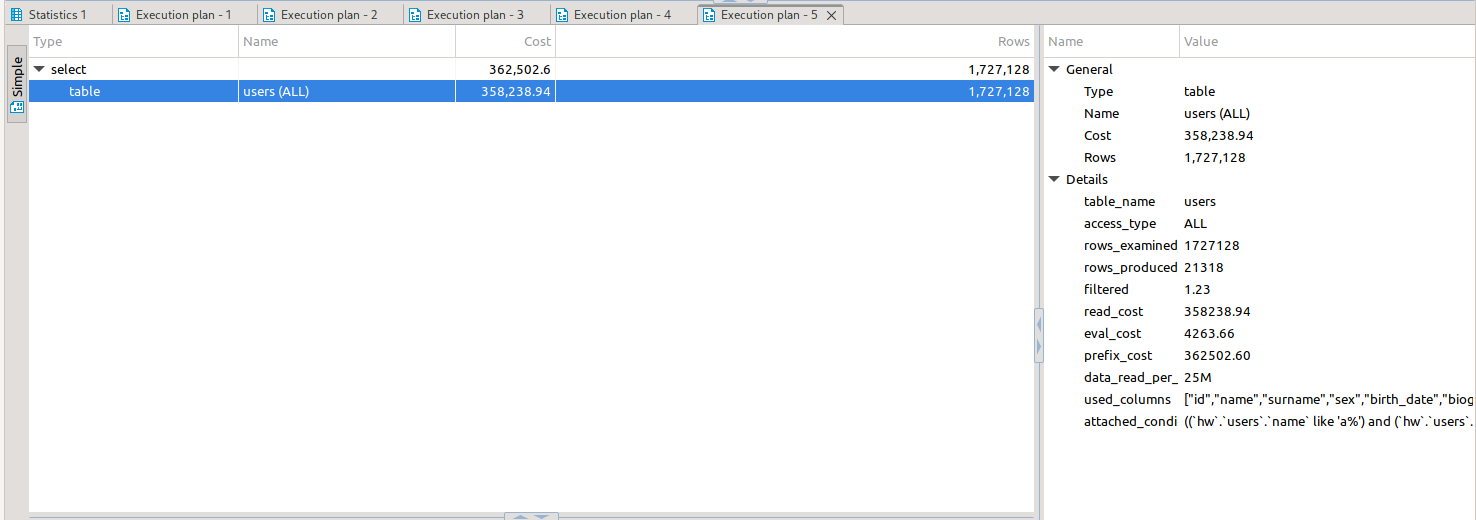 Statistics 1 Execution plan - 1 Execution plan - 2 Execution plan - 3 Execution plan - 4 Execution plan - 5
Simple
Type Name Cost Rows
select 362,502.6 1,727,128
table users (ALL) 358,238.94 1,727,128
Name Value
General
Type table
Name users (ALL)
Cost 358,238.94
Rows 1,727,128
Details
table_name users
access_type ALL
rows_examined 1727128
rows_produced 21318
filtered 1.23
read_cost 358238.94
eval_cost 4263.66
prefix_cost 362502.60
data_read_per_ 25M
used_columns ["id","name","surname","sex","birth_date","biog
attached_condi ((`hw`.`users`.`name` like 'a%') and (`hw`.`users`.